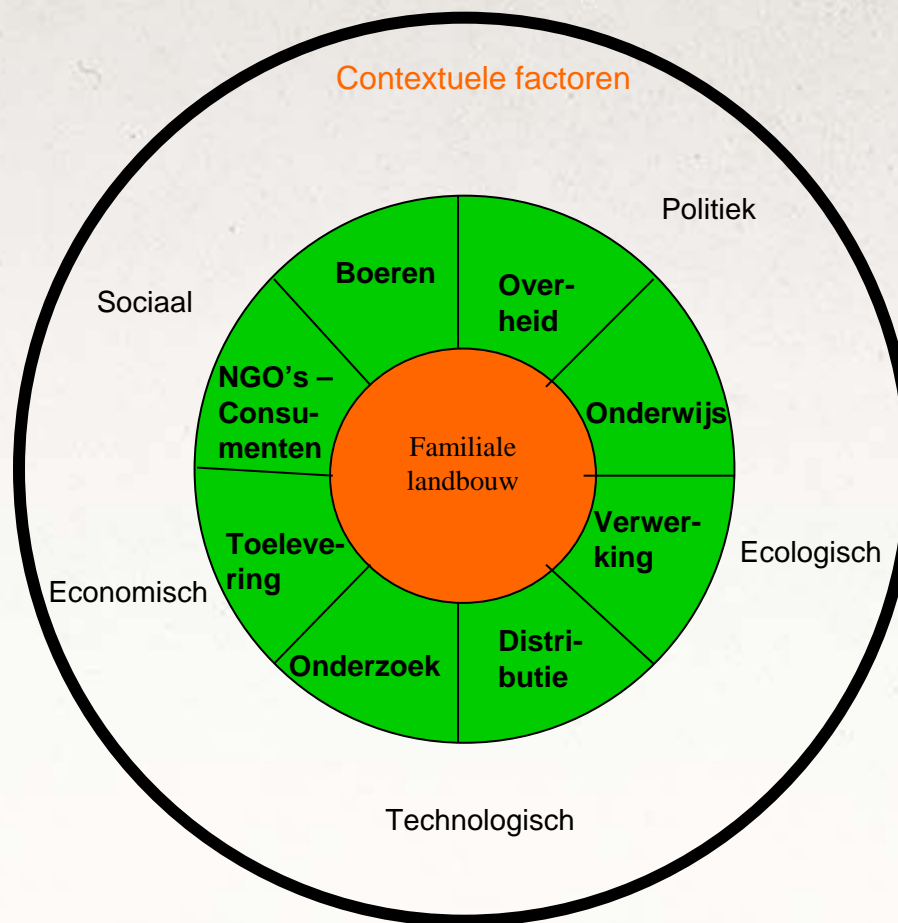 Contextuele factoren
Politiek
Sociaal
Boeren
Over-
heid
NGO's –
Consu-
menten
Onderwijs
Familiale
landbouw
Toeleve-
ring
Verwer-
king
Ecologisch
Economisch
Onderzoek
Distri-
butie
Technologisch